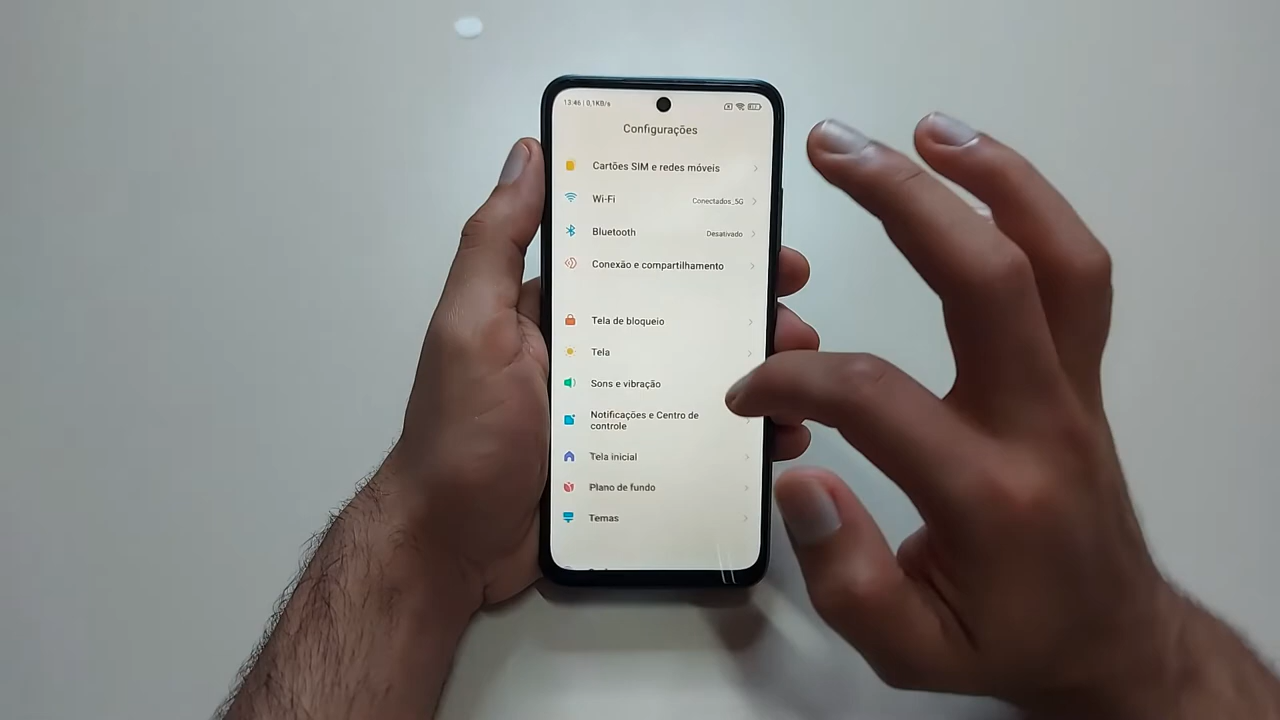 13:46 | 0,1KB/s
Configurações
Cartões SIM e redes móveis
Wi-Fi
Conectados_5G
Bluetooth
Desativado
Conexão e compartilhamento
Tela de bloqueio
Tela
Sons e vibração
Notificações e Centro de
controle
Tela inicial
Plano de fundo
Temas